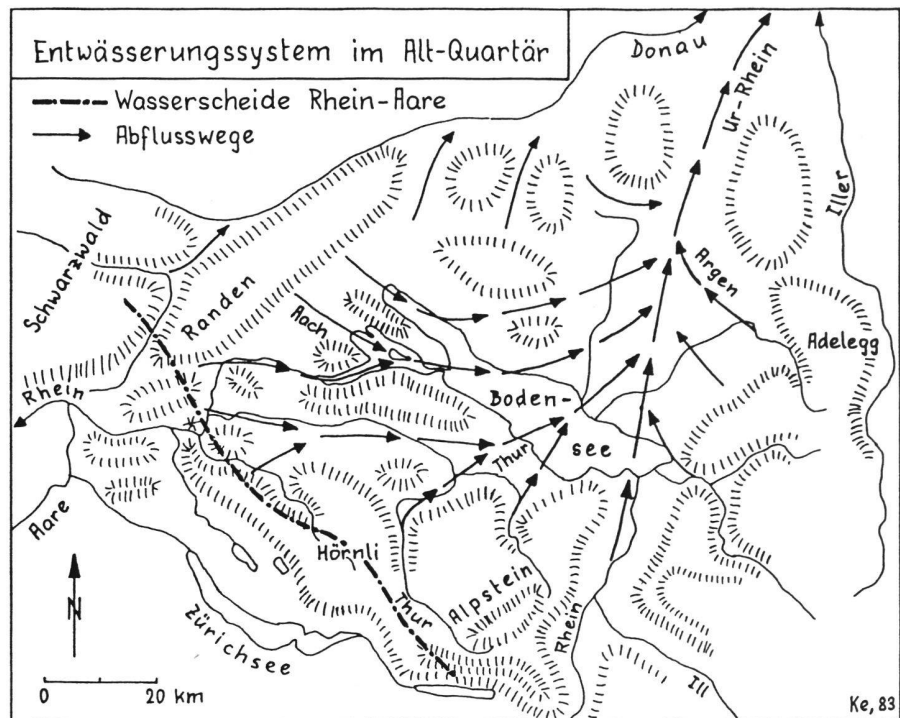 Entwässerungssystem im Alt-Quartär
Wasserscheide Rhein-Aare
Abflusswege
Donau
Ur-Rhein
Iller
Schwarzwald
Randen
Aach
Argen
Adelegg
Rhein
Boden-
see
Thur
Aare
Hörnli
Thur
Alpstein
Rhein
N
Zürichsee
Ill
0 20 km
Ke, 83